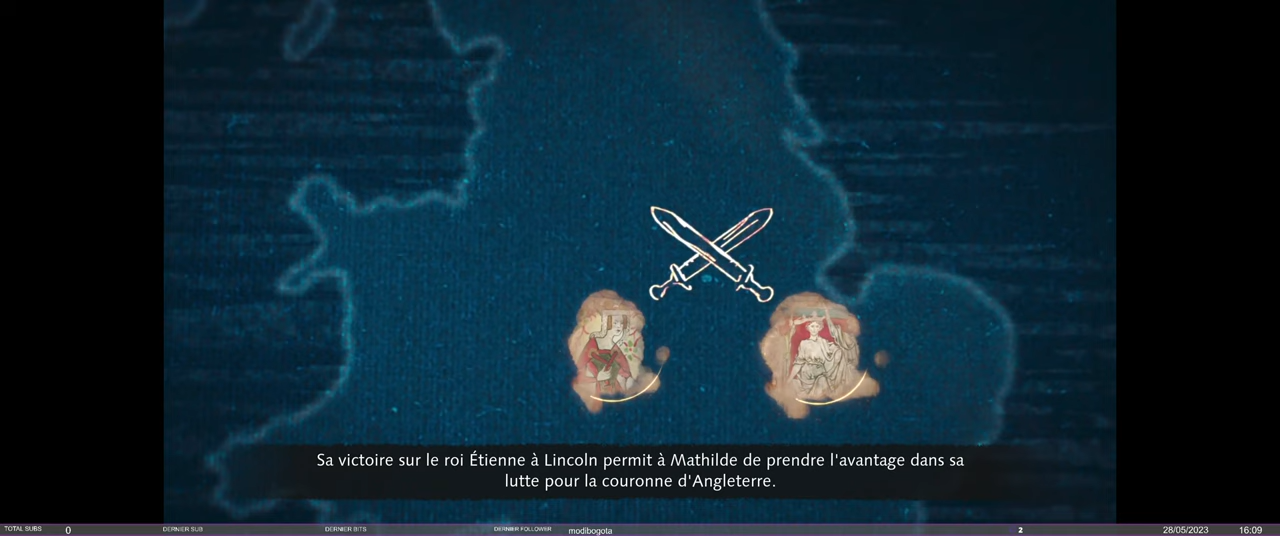 Sa victoire sur le roi Étienne à Lincoln permit à Mathilde de prendre l'avantage dans sa
lutte pour la couronne d'Angleterre.
TOTAL SUBS 0 DERNIER SUB DERNIER BITS DERNIER FOLLOWER modibogota 2 28/05/2023 16:09